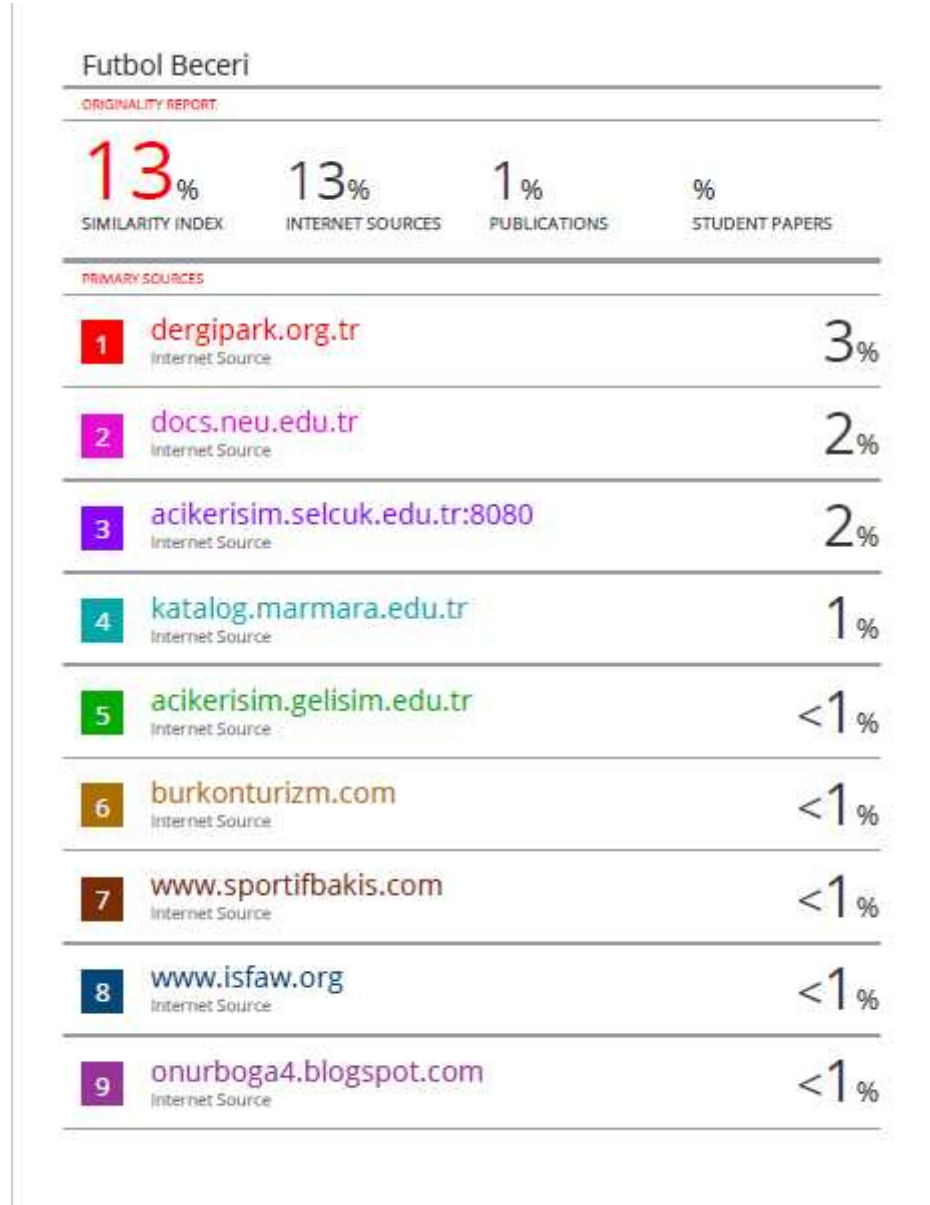 Futbol Beceri
ORIGINALITY REPORT
13%
SIMILARITY INDEX
13%
INTERNET SOURCES
1%
PUBLICATIONS
%
STUDENT PAPERS
PRIMARY SOURCES
1
dergipark.org.tr
Internet Source
3%
2
docs.neu.edu.tr
Internet Source
2%
3
acikerisim.selcuk.edu.tr:8080
Internet Source
2%
4
katalog.marmara.edu.tr
Internet Source
1%
5
acikerisim.gelisim.edu.tr
Internet Source
<1%
6
burkonturizm.com
Internet Source
<1%
7
www.sportifbakis.com
Internet Source
<1%
8
www.isfaw.org
Internet Source
<1%
9
onurboga4.blogspot.com
Internet Source
<1%